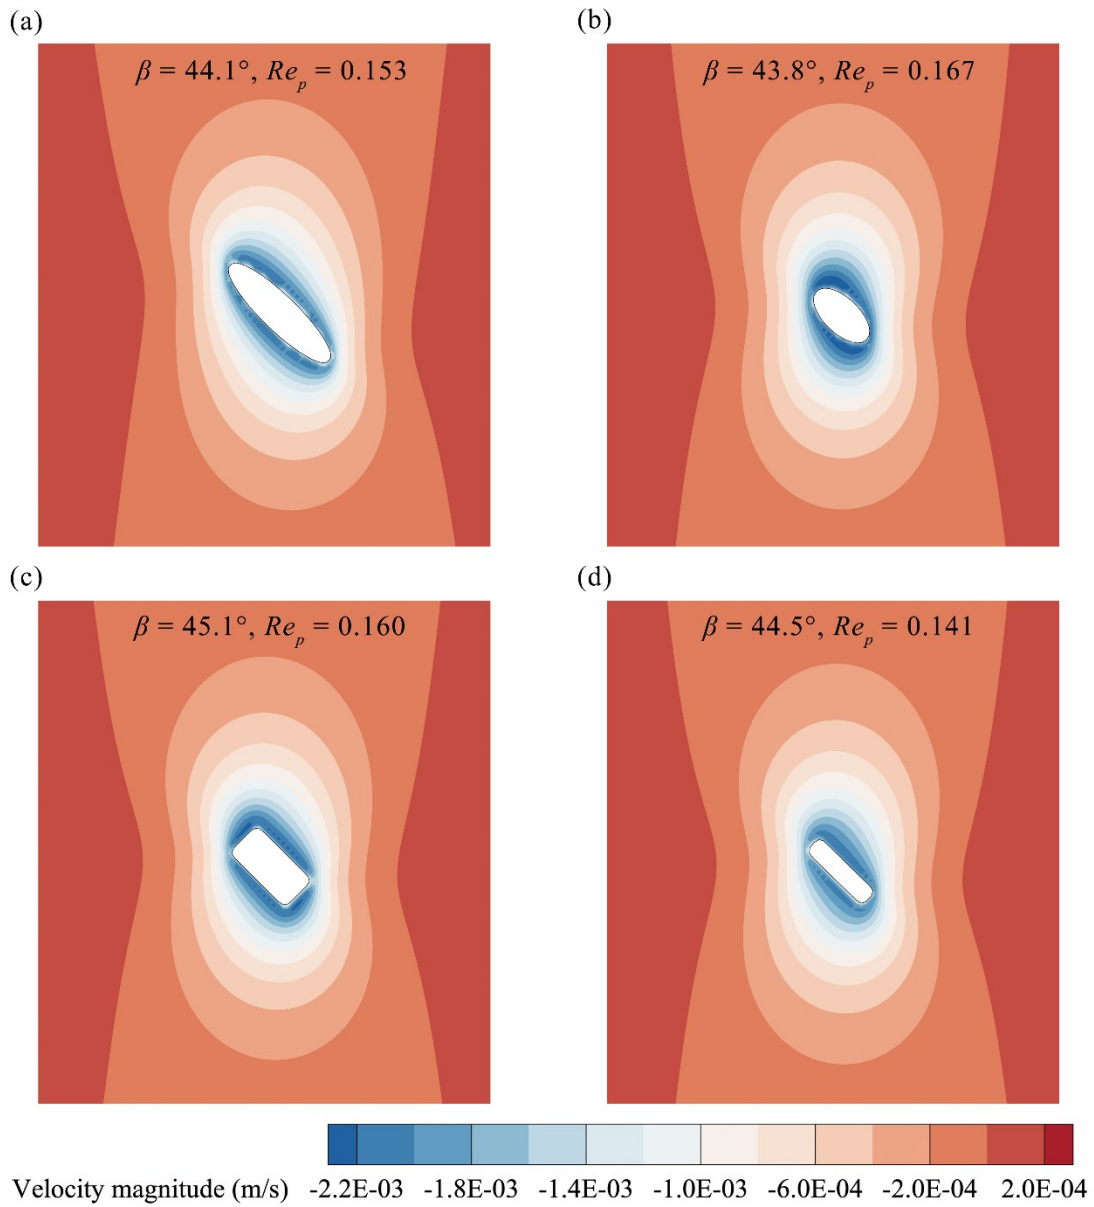 (a)
(b)
β = 44.1°, Reₚ = 0.153
β = 43.8°, Reₚ = 0.167
(c)
(d)
β = 45.1°, Reₚ = 0.160
β = 44.5°, Reₚ = 0.141
Velocity magnitude (m/s) -2.2E-03 -1.8E-03 -1.4E-03 -1.0E-03 -6.0E-04 -2.0E-04 2.0E-04